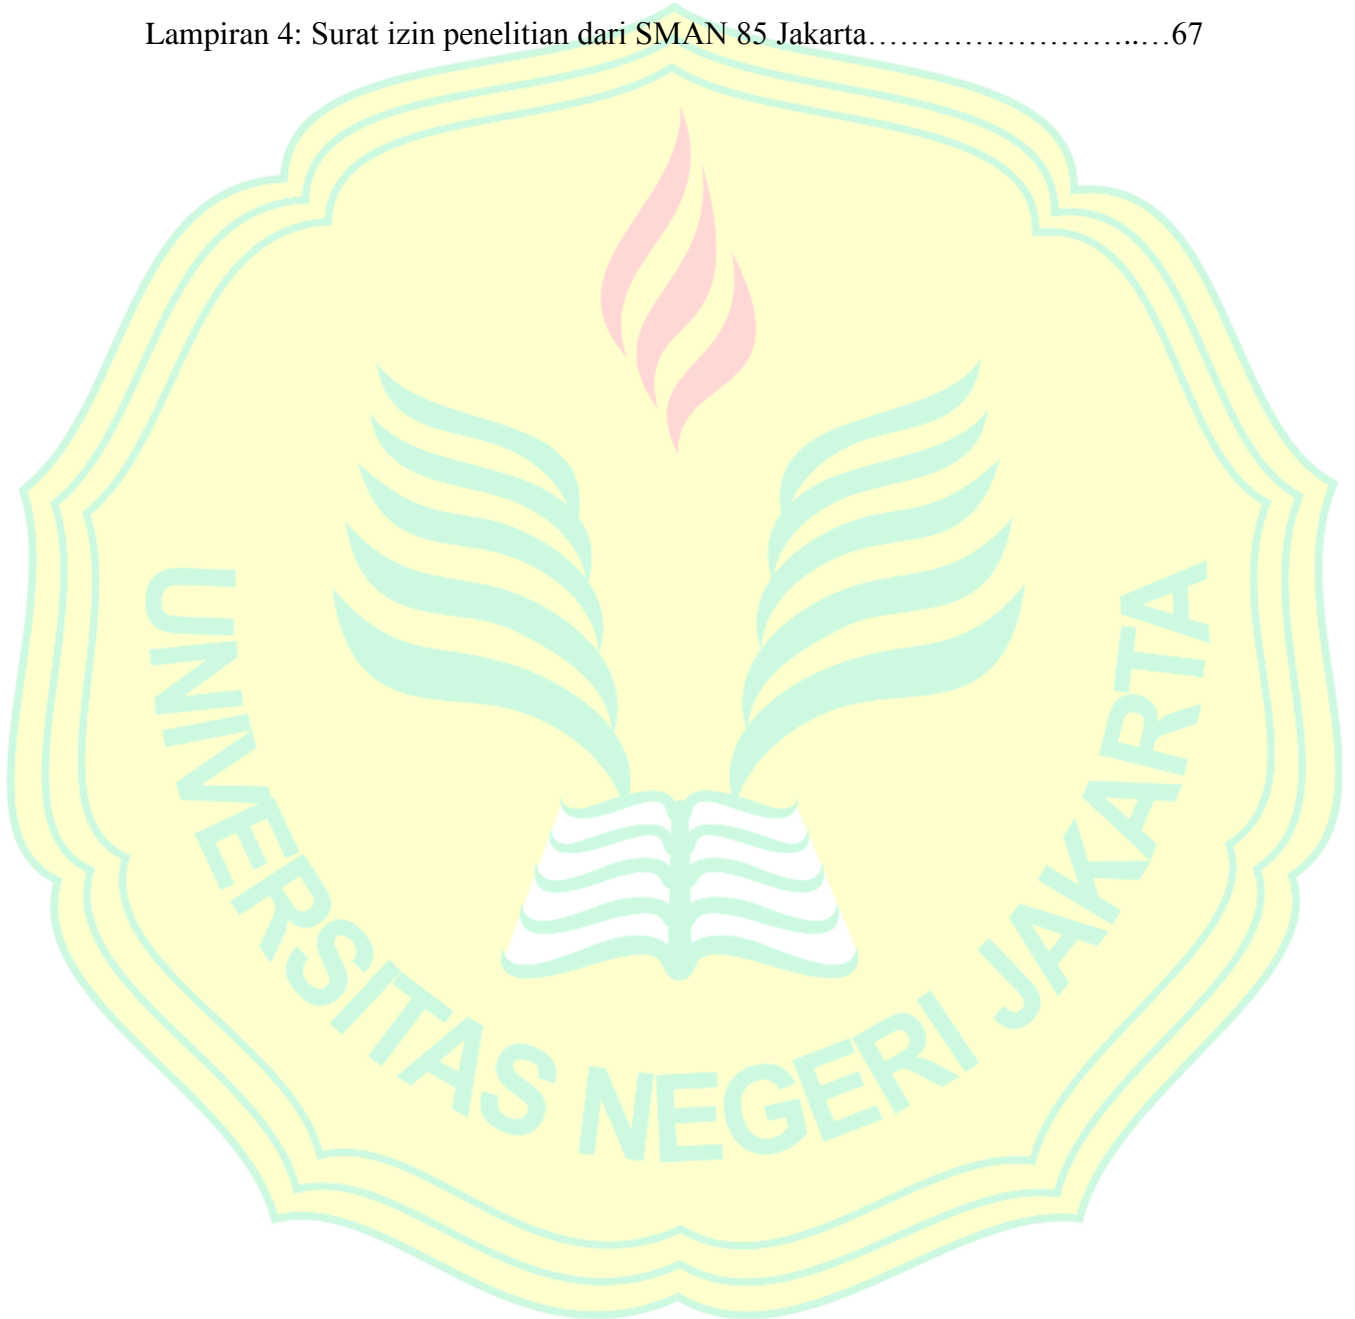 Lampiran 4: Surat izin penelitian dari SMAN 85 Jakarta……………………..…67
UNIVERSITAS NEGERI JAKARTA